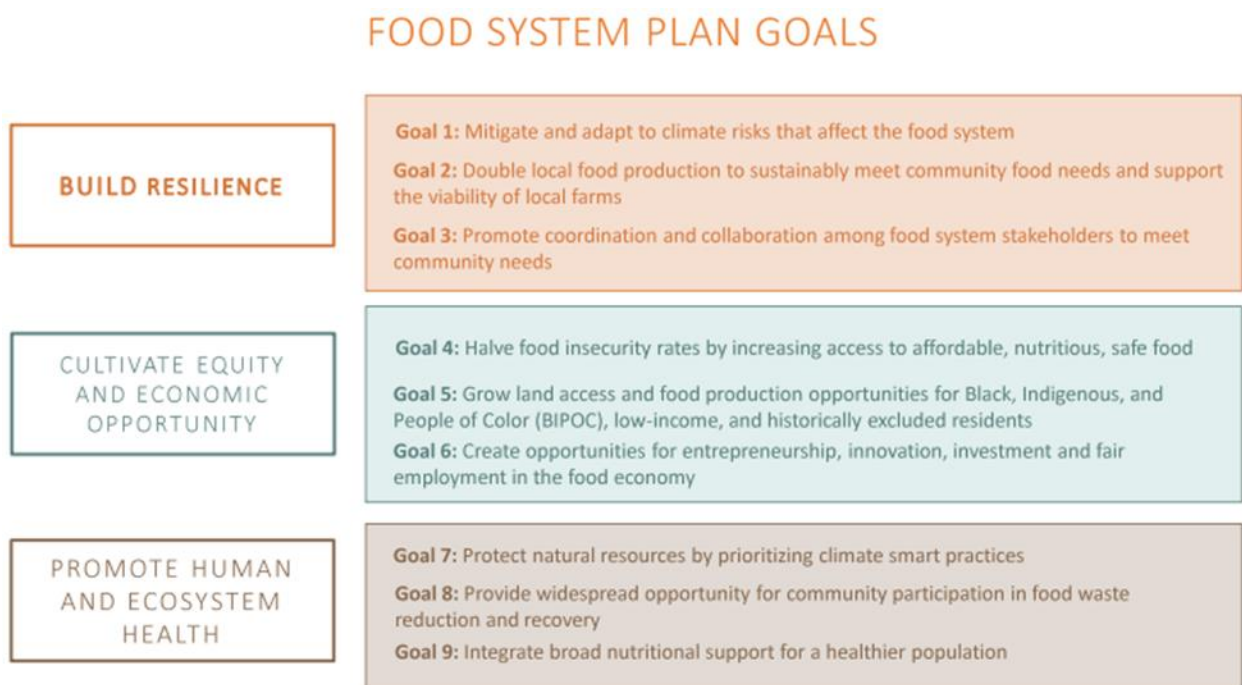 FOOD SYSTEM PLAN GOALS
BUILD RESILIENCE
Goal 1: Mitigate and adapt to climate risks that affect the food system
Goal 2: Double local food production to sustainably meet community food needs and support
the viability of local farms
Goal 3: Promote coordination and collaboration among food system stakeholders to meet
community needs
CULTIVATE EQUITY
AND ECONOMIC
OPPORTUNITY
Goal 4: Halve food insecurity rates by increasing access to affordable, nutritious, safe food
Goal 5: Grow land access and food production opportunities for Black, Indigenous, and
People of Color (BIPOC), low-income, and historically excluded residents
Goal 6: Create opportunities for entrepreneurship, innovation, investment and fair
employment in the food economy
PROMOTE HUMAN
AND ECOSYSTEM
HEALTH
Goal 7: Protect natural resources by prioritizing climate smart practices
Goal 8: Provide widespread opportunity for community participation in food waste
reduction and recovery
Goal 9: Integrate broad nutritional support for a healthier population